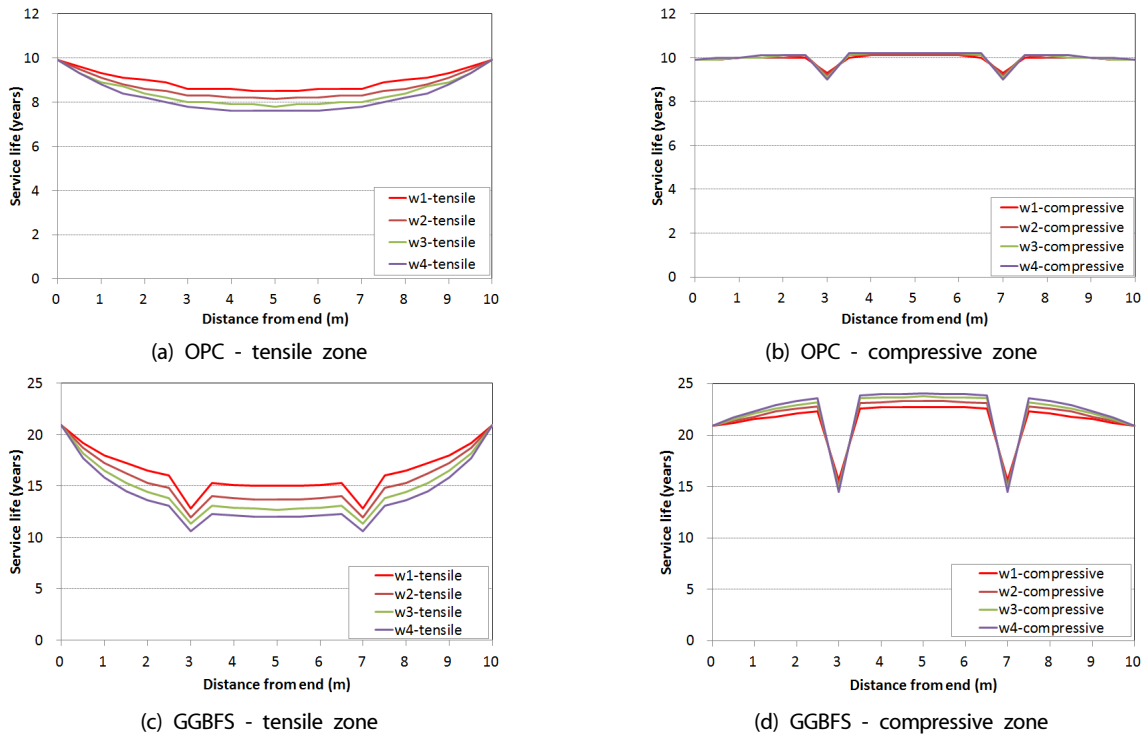 12
10
8
6
4
2
0
Service life (years)
w1-tensile
w2-tensile
w3-tensile
w4-tensile
0 1 2 3 4 5 6 7 8 9 10
Distance from end (m)
(a) OPC - tensile zone
12
10
8
6
4
2
0
Service life (years)
w1-compressive
w2-compressive
w3-compressive
w4-compressive
0 1 2 3 4 5 6 7 8 9 10
Distance from end (m)
(b) OPC - compressive zone
25
20
15
10
5
0
Service life (years)
w1-tensile
w2-tensile
w3-tensile
w4-tensile
0 1 2 3 4 5 6 7 8 9 10
Distance from end (m)
(c) GGBFS - tensile zone
25
20
15
10
5
0
Service life (years)
w1-compressive
w2-compressive
w3-compressive
w4-compressive
0 1 2 3 4 5 6 7 8 9 10
Distance from end (m)
(d) GGBFS - compressive zone